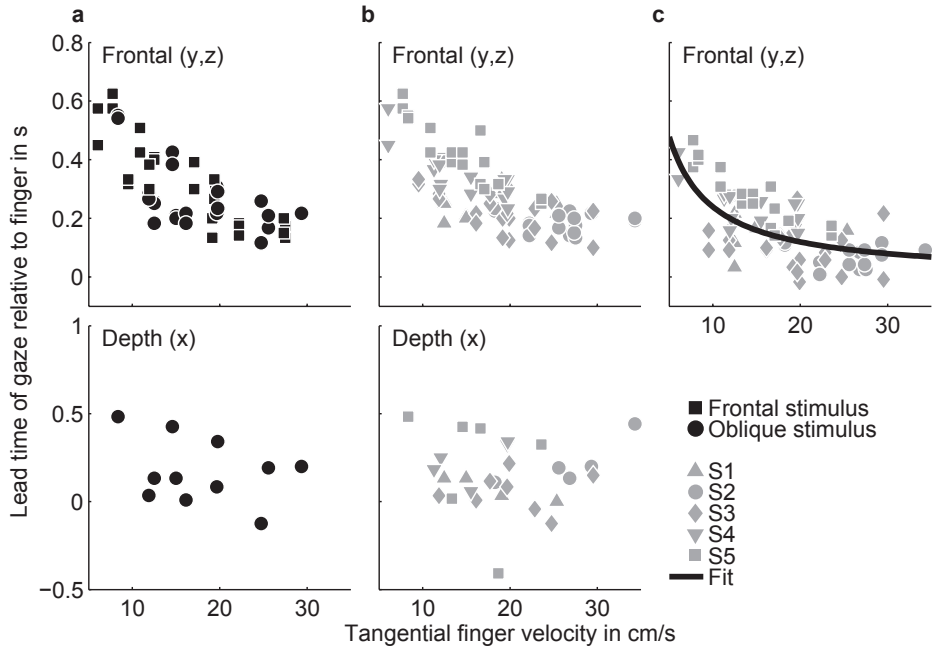 a
b
c
0.8
0.6
0.4
0.2
0
Frontal (y,z)
Frontal (y,z)
Frontal (y,z)
10
20
30
1
0.5
0
−0.5
Depth (x)
Depth (x)
10
20
30
10
20
30
Lead time of gaze relative to finger in s
Tangential finger velocity in cm/s
Frontal stimulus
Oblique stimulus
S1
S2
S3
S4
S5
Fit